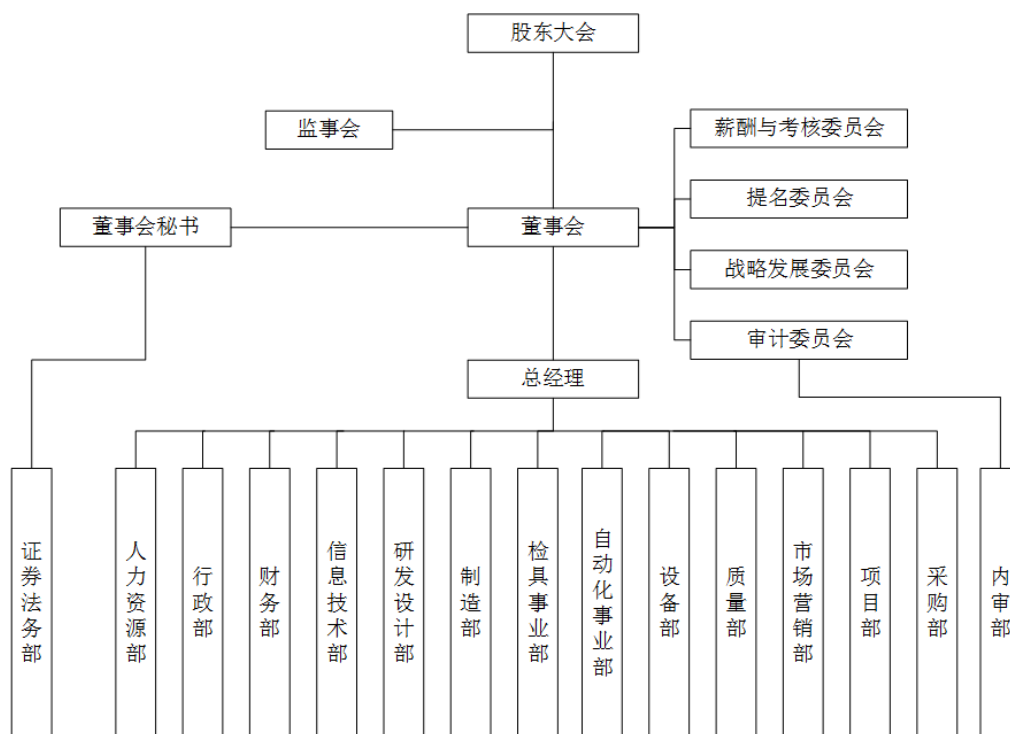 股东大会
监事会
薪酬与考核委员会
提名委员会
董事会秘书
董事会
战略发展委员会
审计委员会
总经理
证券法务部
人力资源部
行政部
财务部
信息技术部
研发设计部
制造部
检具事业部
自动化事业部
设备部
质量部
市场营销部
项目部
采购部
内审部